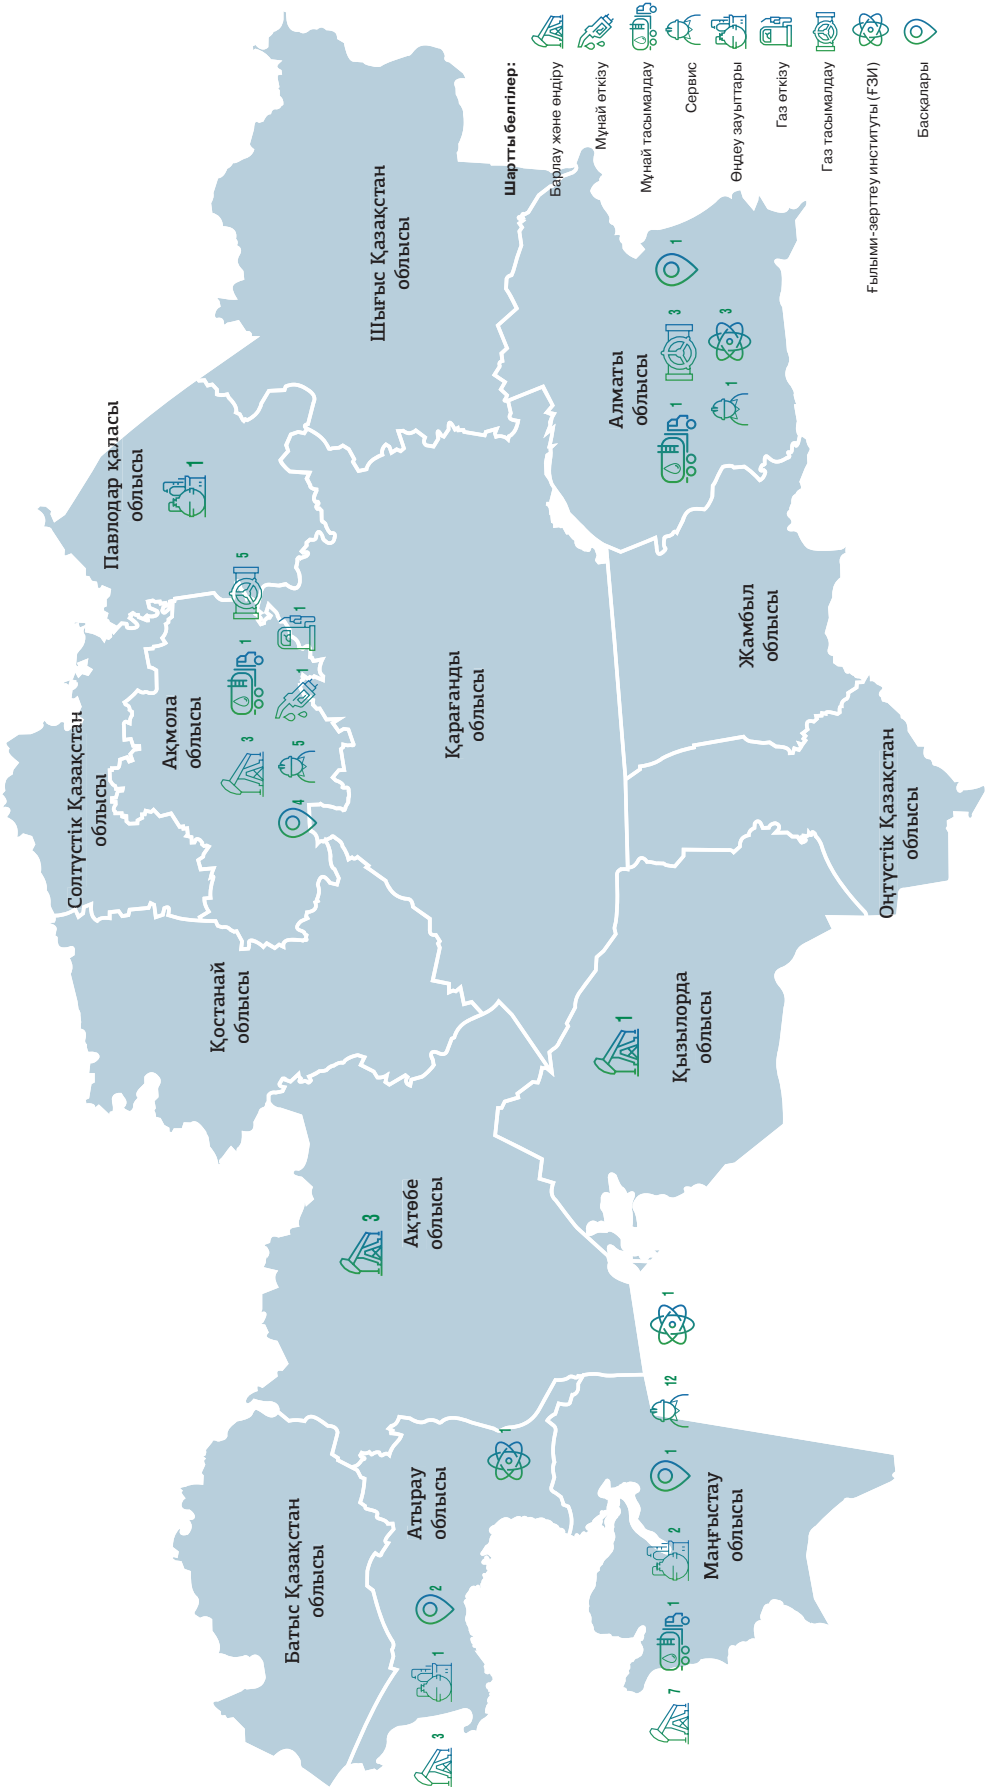 Солтүстік Қазақстан
облысы
Павлодар қаласы
облысы
1
Ақмола
облысы
3
1
5
4
5
1
1
Қостанай
облысы
Шығыс Қазақстан
облысы
Батыс Қазақстан
облысы
Ақтөбе
облысы
3
Қарағанды
облысы
Атырау
облысы
3
1
2
1
Қызылорда
облысы
1
Алматы
облысы
1
3
1
1
3
Маңғыстау
облысы
7
1
2
1
12
1
Жамбыл
облысы
Оңтүстік Қазақстан
облысы
Шартты белгілер:
Барлау және өндіру
Мұнай өткізу
Мұнай тасымалдау
Сервис
Өңдеу зауыттары
Газ өткізу
Газ тасымалдау
Ғылыми-зерттеу институты (ҒЗИ)
Басқалары